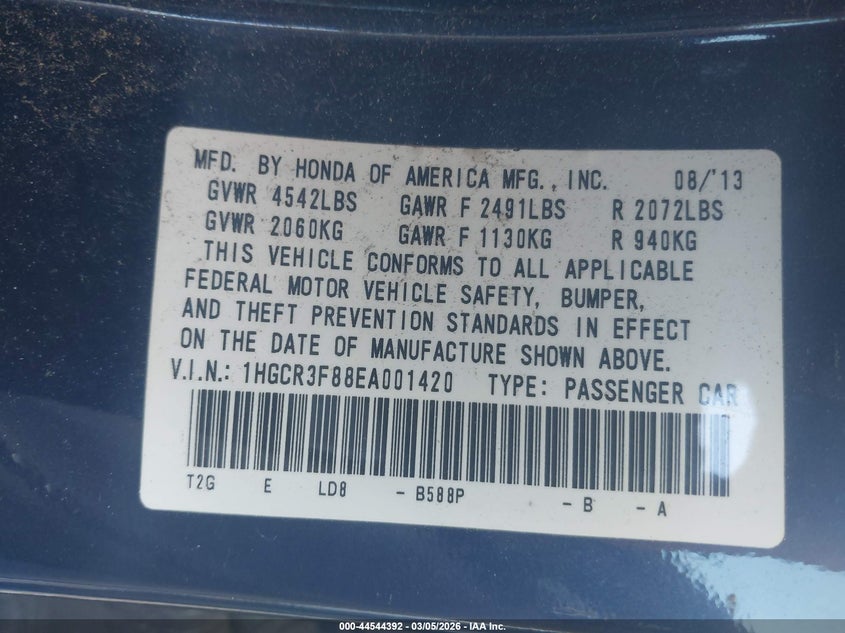 MFD. BY HONDA OF AMERICA MFG., INC. 08/'13
GVWR 4542LBS GAWR F 2491LBS R 2072LBS
GVWR 2060KG GAWR F 1130KG R 940KG
THIS VEHICLE CONFORMS TO ALL APPLICABLE
FEDERAL MOTOR VEHICLE SAFETY, BUMPER,
AND THEFT PREVENTION STANDARDS IN EFFECT
ON THE DATE OF MANUFACTURE SHOWN ABOVE.
V.I.N.: 1HGCR3F88EA001420 TYPE: PASSENGER CAR
T2G E LD8 - B588P - B - A
000-44544392 — 03/05/2026 — IAA Inc.